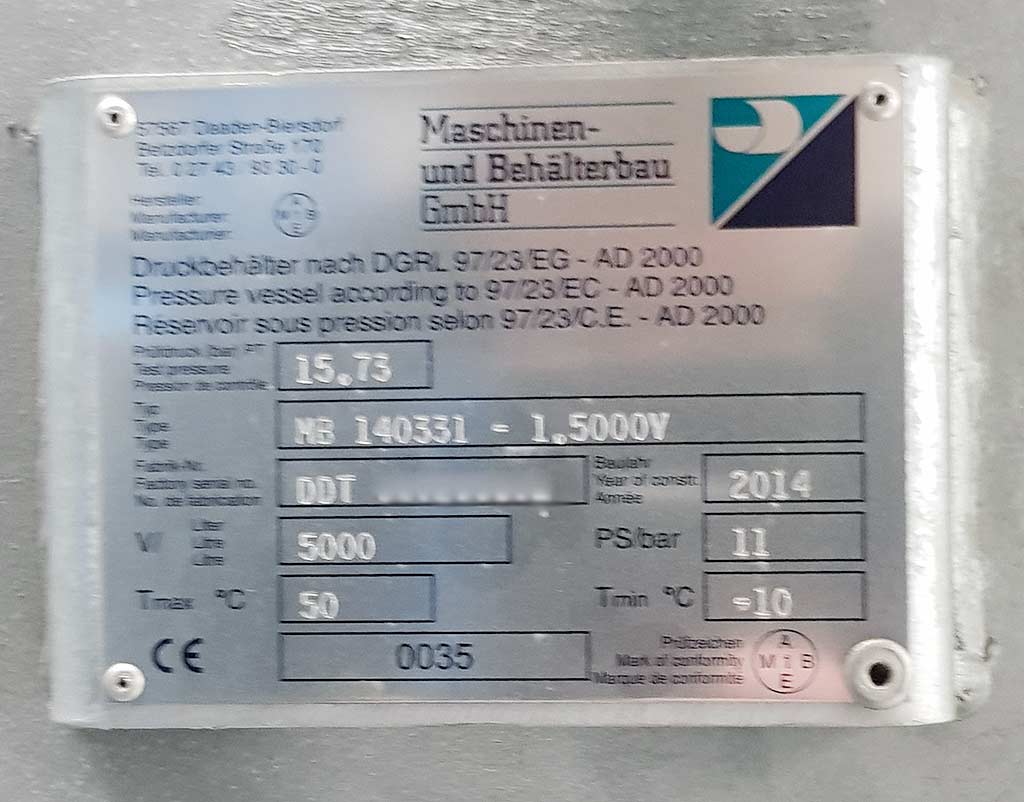 57567 Daaden-Biersdorf
Betzdorfer Straße 170
Tel. 0 27 43 / 93 30-0
Hersteller
Manufacturer
Manufacturer
A
M B
E
Maschinen-
und Behälterbau
GmbH
Druckbehälter nach DGRL 97/23/EG - AD 2000
Pressure vessel according to 97/23/EC - AD 2000
Réservoir sous pression selon 97/23/C.E. - AD 2000
Prüfdruck /bar PT
Test pressure
Pression de contrôle
15.73
Typ
Type
Type
MB 140331 - 1.5000V
Fabrik-Nr.
Factory serial no.
No. de fabrication
DDT
Baujahr
Year of constr.
Année
2014
V/ Liter
Litre
Litre
5000
PS/bar 11
Tmax °C 50
Tmin °C -10
CE 0035
Prüfzeichen
Mark of conformity
Marque de conformité
A
M 1 B
E